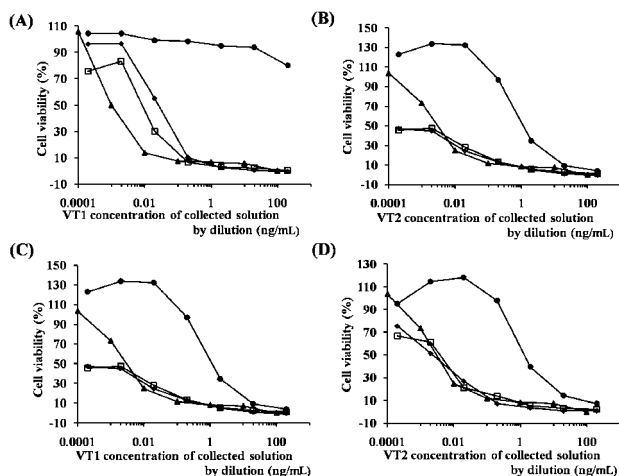 (A)
110
90
70
50
30
10
-10
Cell viability (%)
0.0001 0.01 1 100
VT1 concentration of collected solution
by dilution (ng/mL)
(B)
150
130
110
90
70
50
30
10
-10
Cell viability (%)
0.0001 0.01 1 100
VT2 concentration of collected solution
by dilution (ng/mL)
(C)
150
130
110
90
70
50
30
10
-10
Cell viability (%)
0.0001 0.01 1 100
VT1 concentration of collected solution
by dilution (ng/mL)
(D)
130
110
90
70
50
30
10
-10
Cell viability (%)
0.0001 0.01 1 100
VT2 concentration of collected solution
by dilution (ng/mL)